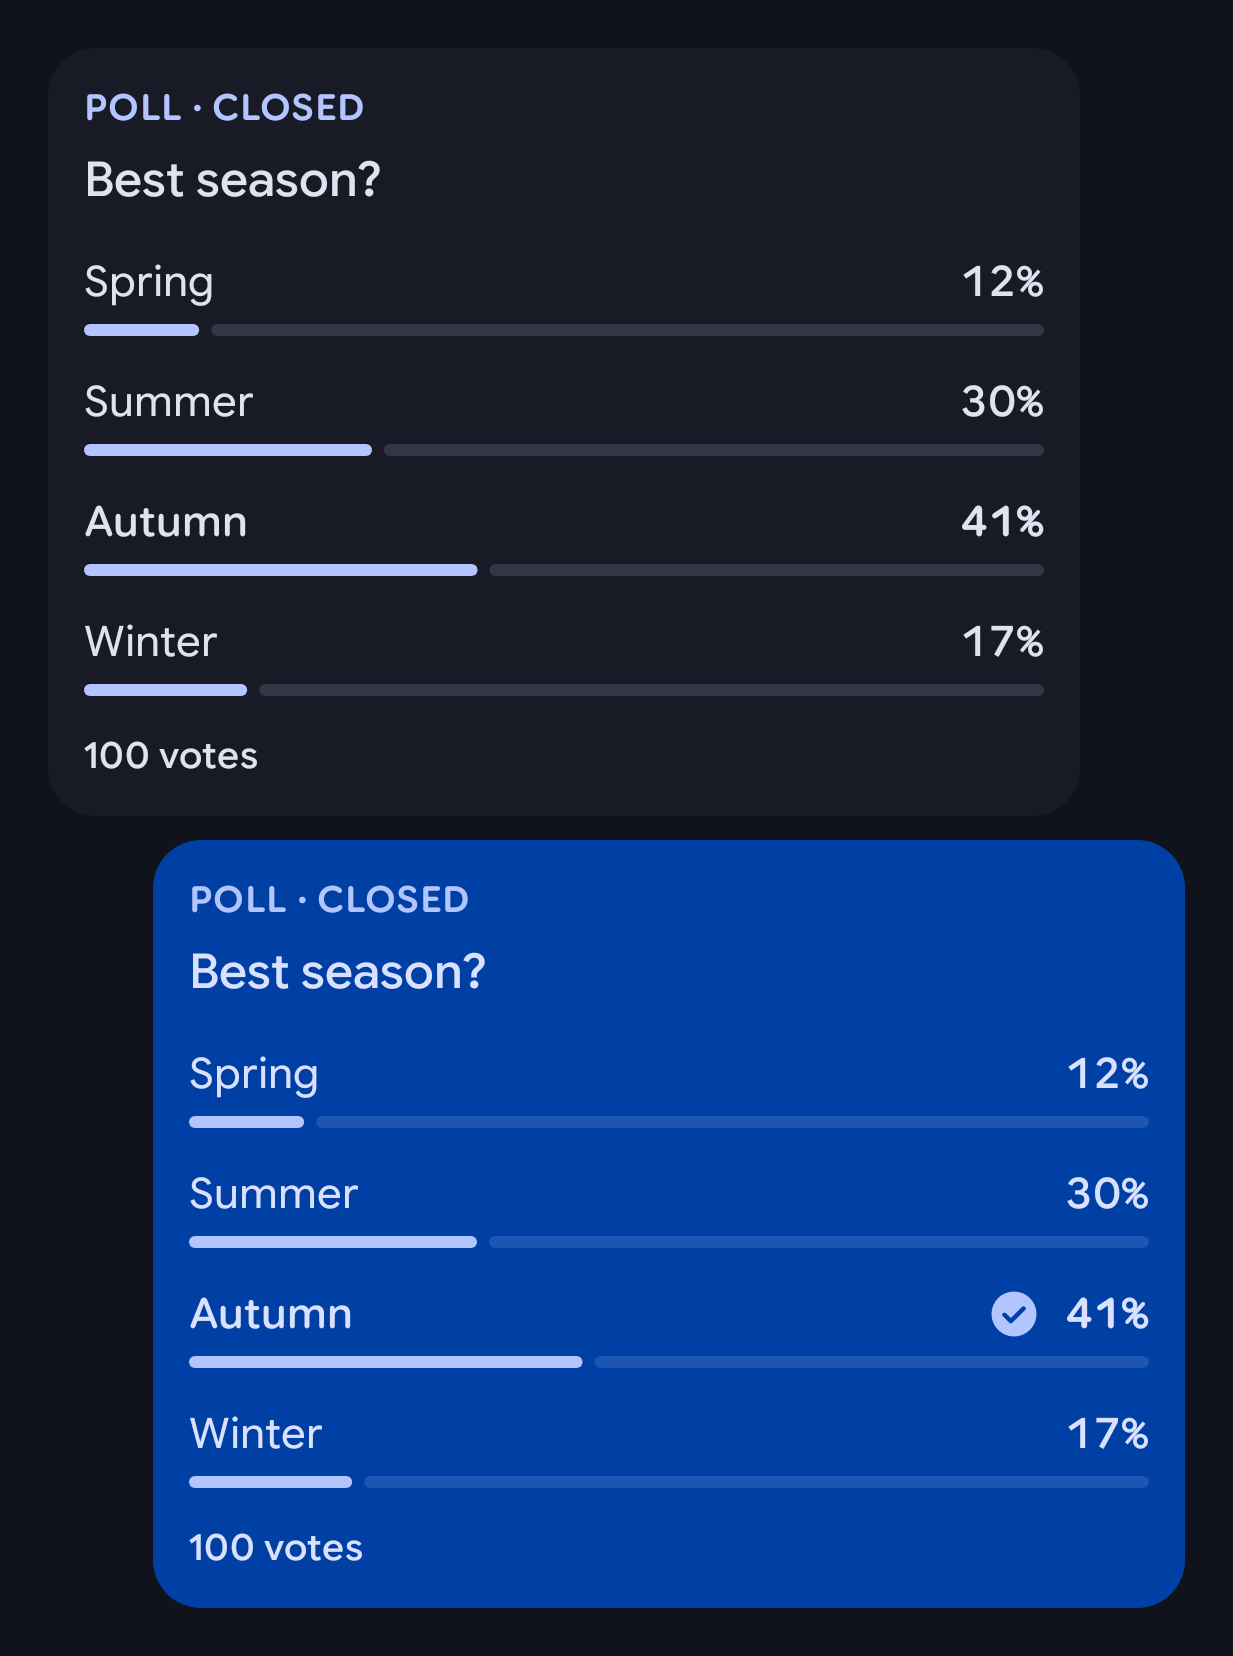 POLL · CLOSED
Best season?
Spring 12%
Summer 30%
Autumn 41%
Winter 17%
100 votes
POLL · CLOSED
Best season?
Spring 12%
Summer 30%
Autumn 41%
Winter 17%
100 votes